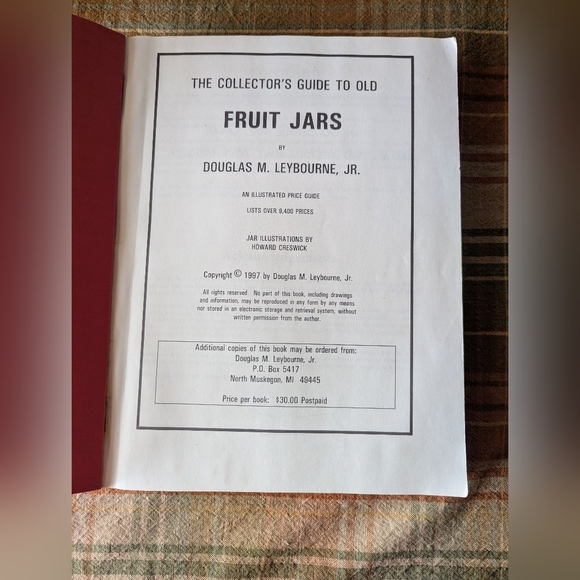 THE COLLECTOR'S GUIDE TO OLD
FRUIT JARS
BY
DOUGLAS M. LEYBOURNE, JR.
AN ILLUSTRATED PRICE GUIDE
LISTS OVER 9,400 PRICES
JAR ILLUSTRATIONS BY
HOWARD CRESWICK
Copyright © 1997 by Douglas M. Leybourne, Jr.
All rights reserved. No part of this book, including drawings
and information, may be reproduced in any form by any means
nor stored in an electronic storage and retrieval system, without
written permission from the author.
Additional copies of this book may be ordered from:
Douglas M. Leybourne, Jr.
P.O. Box 5417
North Muskegon, MI 49445
Price per book: $30.00 Postpaid